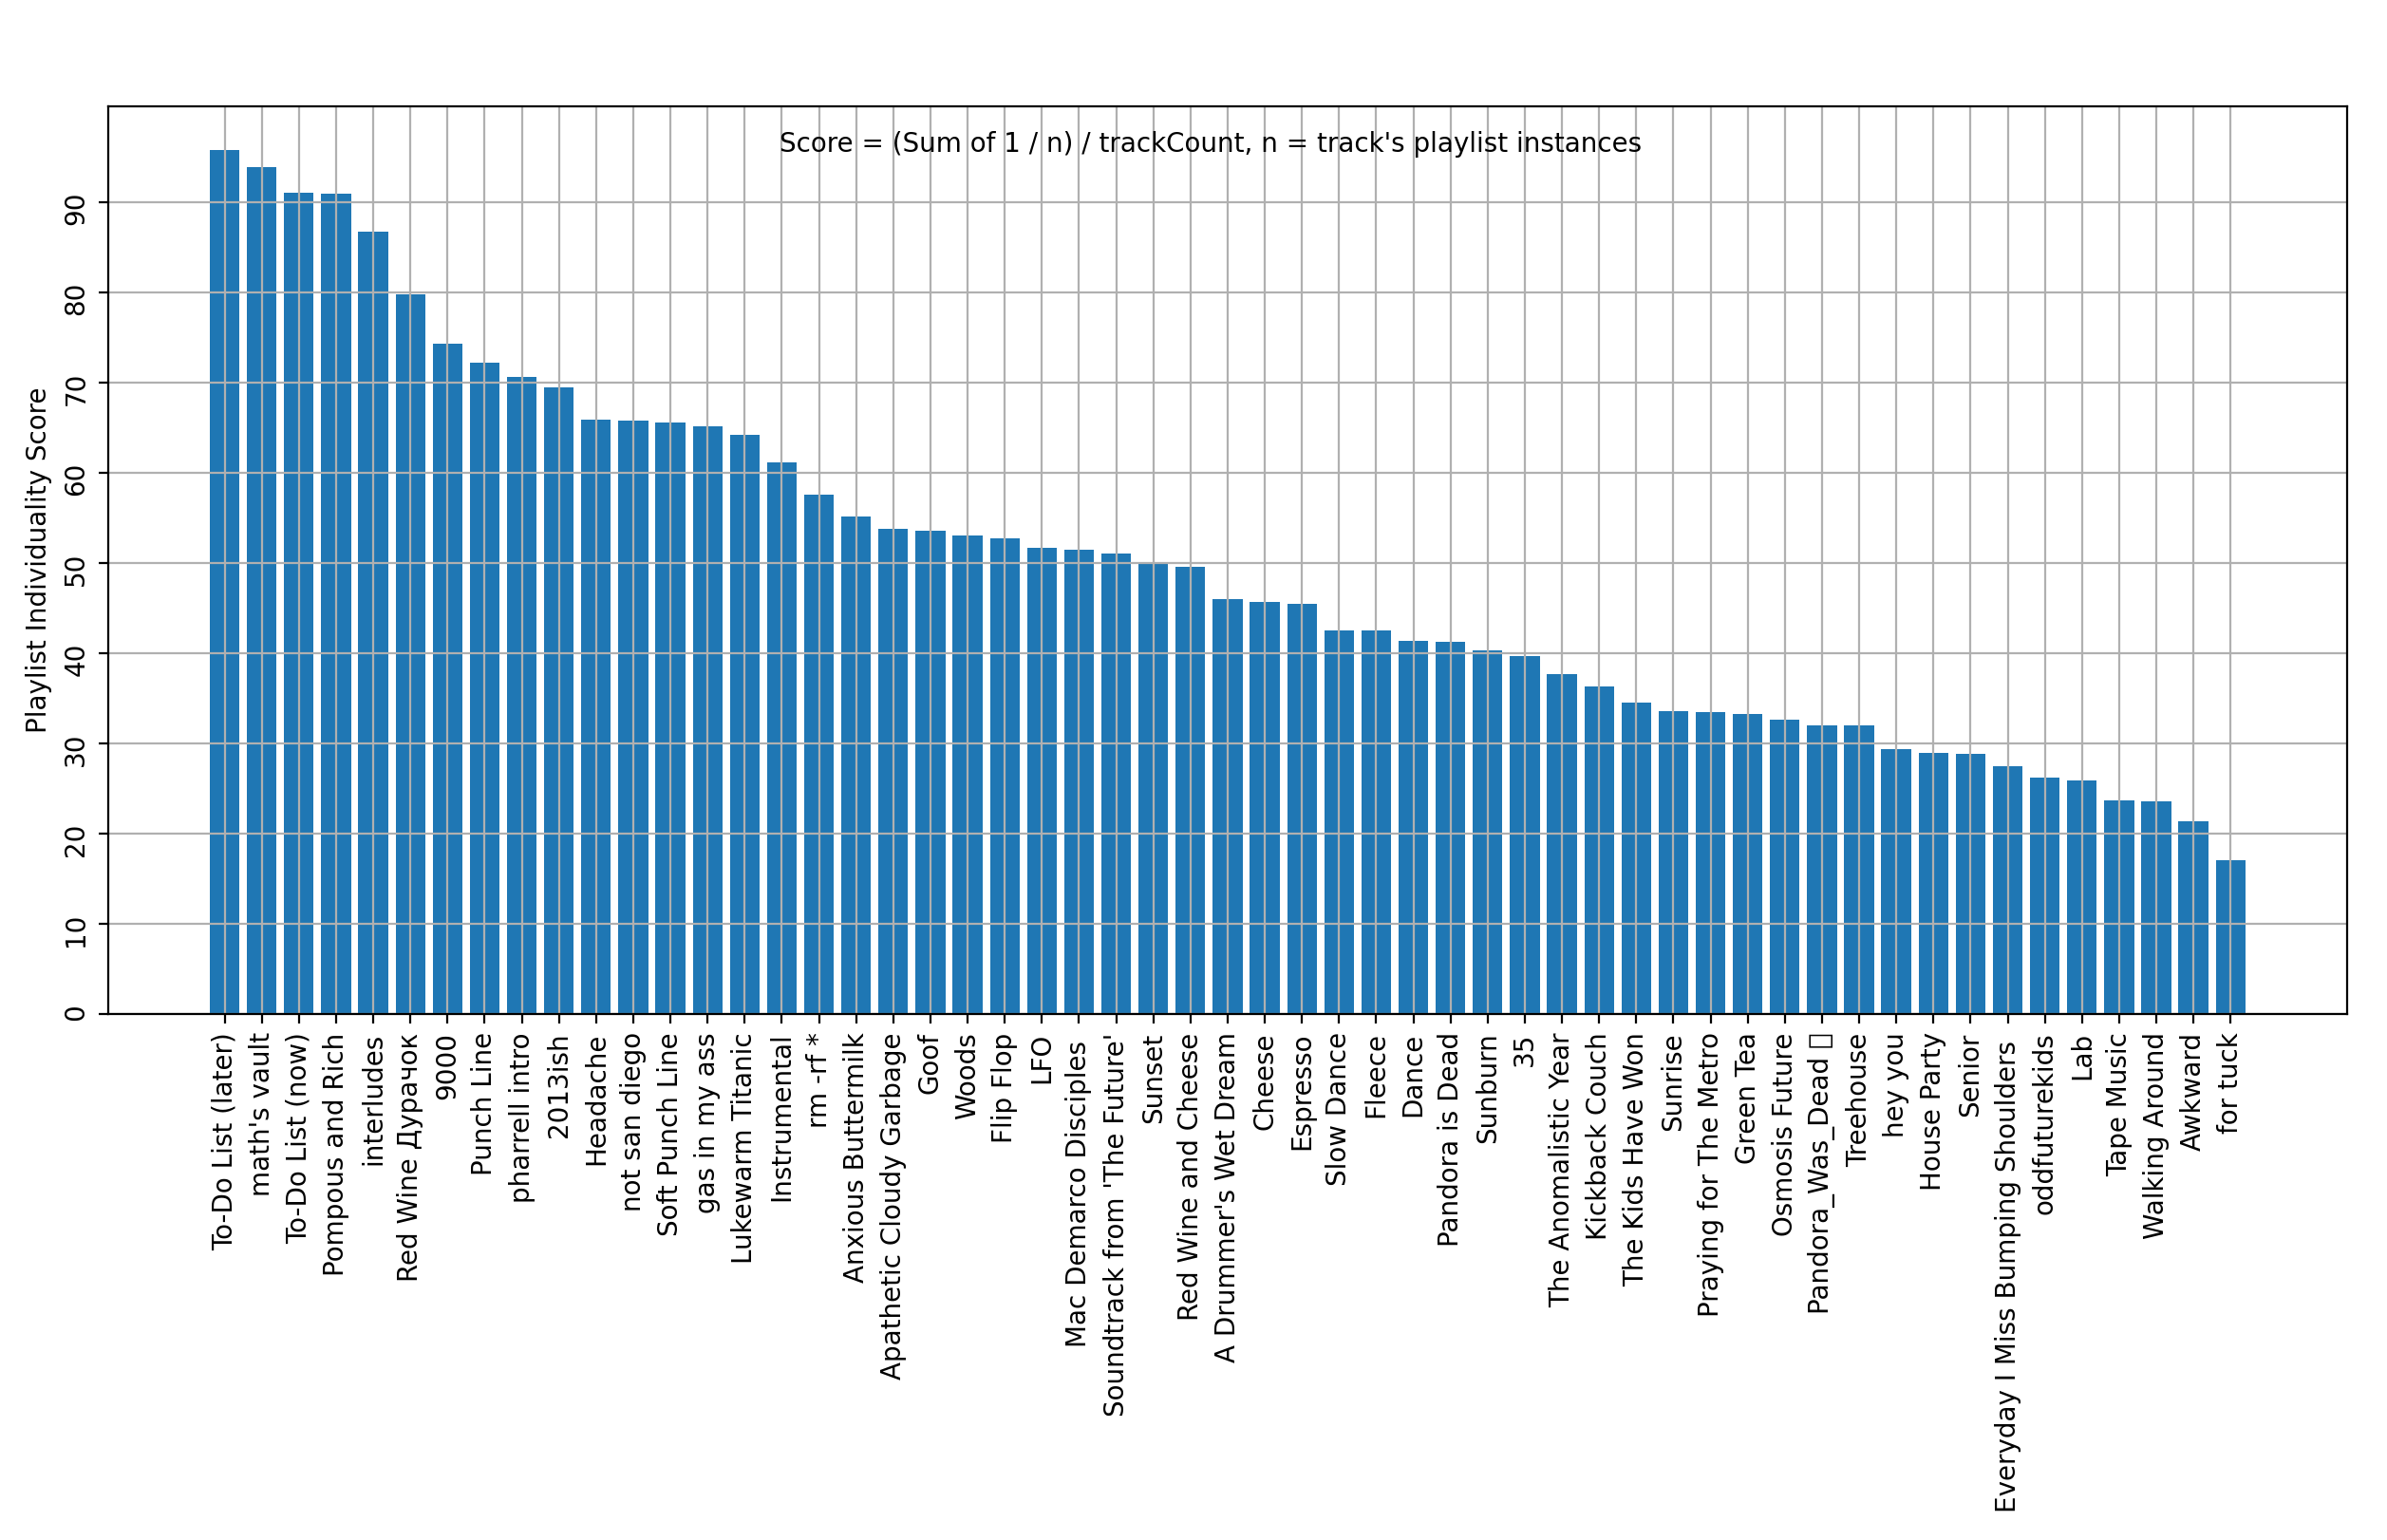 Score = (Sum of 1 / n) / trackCount, n = track's playlist instances
Playlist Individuality Score
90
80
70
60
50
40
30
20
10
0
To-Do List (later)
math's vault
To-Do List (now)
Pompous and Rich
interludes
Red Wine Дурачок
9000
Punch Line
pharrell intro
2013ish
Headache
not san diego
Soft Punch Line
gas in my ass
Lukewarm Titanic
Instrumental
rm -rf *
Anxious Buttermilk
Apathetic Cloudy Garbage
Goof
Woods
Flip Flop
LFO
Mac Demarco Disciples
Soundtrack from 'The Future'
Sunset
Red Wine and Cheese
A Drummer's Wet Dream
Cheese
Espresso
Slow Dance
Fleece
Dance
Pandora is Dead
Sunburn
35
The Anomalistic Year
Kickback Couch
The Kids Have Won
Sunrise
Praying for The Metro
Green Tea
Osmosis Future
Pandora_Was_Dead
Treehouse
hey you
House Party
Senior
Everyday I Miss Bumping Shoulders
oddfuturekids
Lab
Tape Music
Walking Around
Awkward
for tuck